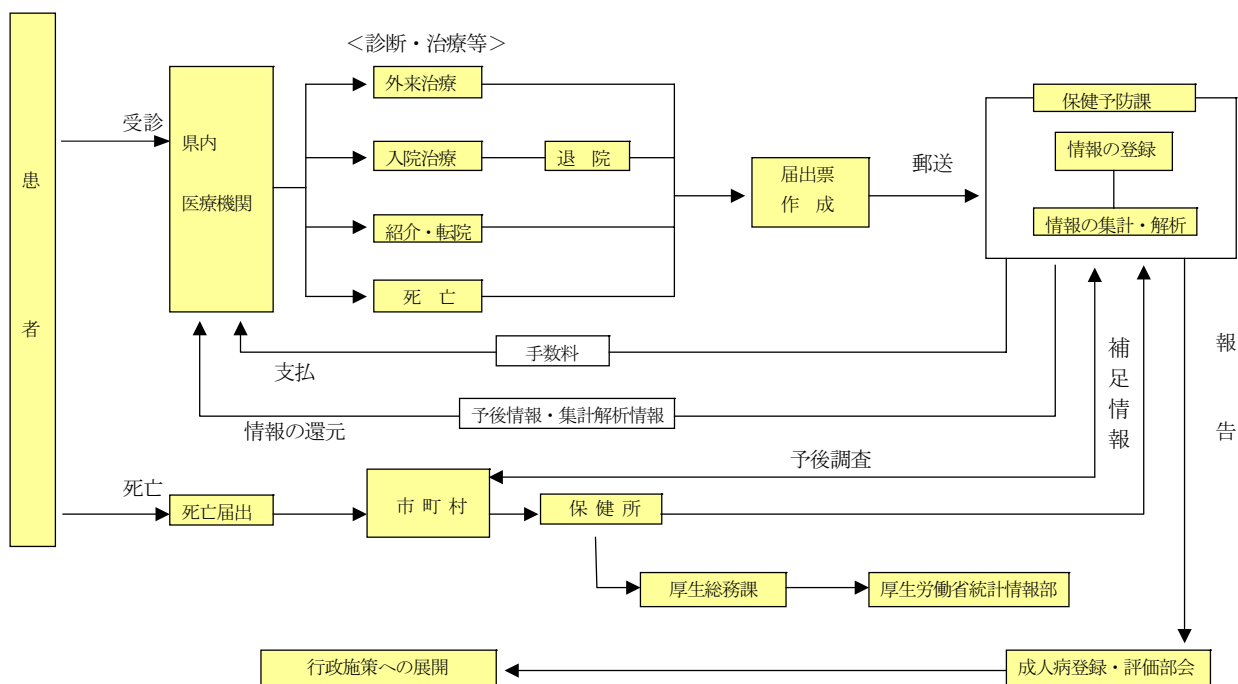 患者
<診断・治療等>
受診
県内
医療機関
外来治療
入院治療
退 院
紹介・転院
死 亡
届出票
作 成
郵送
保健予防課
情報の登録
情報の集計・解析
手数料
支払
予後情報・集計解析情報
情報の還元
補足情報
報告
予後調査
死亡
死亡届出
市 町 村
保 健 所
厚生総務課
厚生労働省統計情報部
行政施策への展開
成人病登録・評価部会